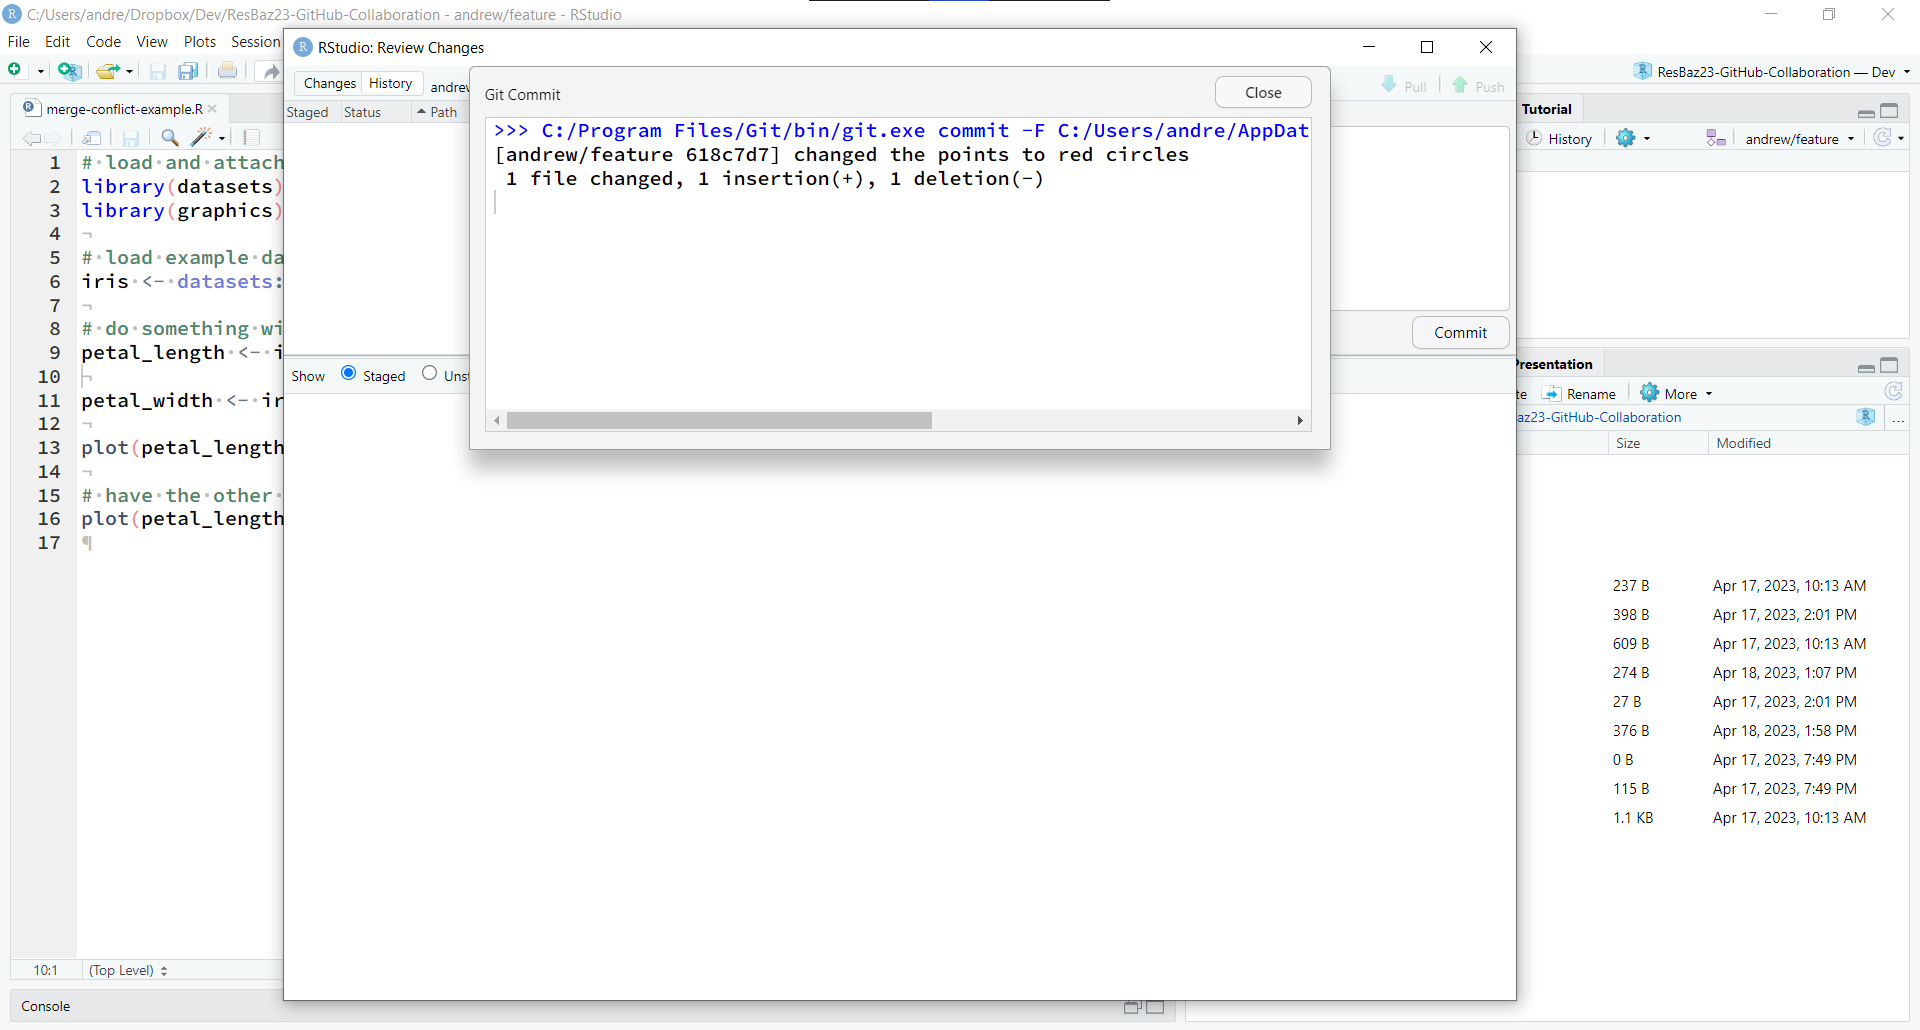 C:/Users/andre/Dropbox/Dev/ResBaz23-GitHub-Collaboration - andrew/feature - RStudio
File Edit Code View Plots Session
RStudio: Review Changes
ResBaz23-GitHub-Collaboration — Dev
Changes History andrew
Pull Push
Staged Status Path
Git Commit
Close
>>> C:/Program Files/Git/bin/git.exe commit -F C:/Users/andre/AppDat
[andrew/feature 618c7d7] changed the points to red circles
1 file changed, 1 insertion(+), 1 deletion(-)
Commit
Show Staged Unst
merge-conflict-example.R
1 #·load·and·attach
2 library(datasets)
3 library(graphics)
4 ¬
5 #·load·example·da
6 iris·<-·datasets:
7 ¬
8 #·do·something·wi
9 petal_length·<-·i
10 ¬
11 petal_width·<-·ir
12 ¬
13 plot(petal_length
14 ¬
15 #·have·the·other·
16 plot(petal_length
17 ¶
10:1 (Top Level)
Console
Tutorial
History andrew/feature
Presentation
te Rename More
az23-GitHub-Collaboration ...
Size Modified
237 B Apr 17, 2023, 10:13 AM
398 B Apr 17, 2023, 2:01 PM
609 B Apr 17, 2023, 10:13 AM
274 B Apr 18, 2023, 1:07 PM
27 B Apr 17, 2023, 2:01 PM
376 B Apr 18, 2023, 1:58 PM
0 B Apr 17, 2023, 7:49 PM
115 B Apr 17, 2023, 7:49 PM
1.1 KB Apr 17, 2023, 10:13 AM